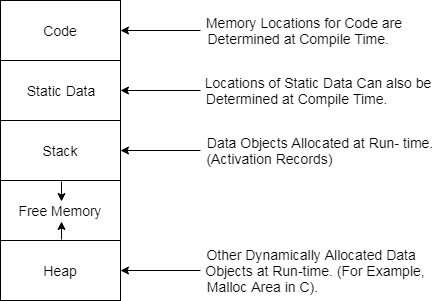 Code
Memory Locations for Code are
Determined at Compile Time.
Static Data
Locations of Static Data Can also be
Determined at Compile Time.
Stack
Data Objects Allocated at Run- time.
(Activation Records)
Free Memory
Heap
Other Dynamically Allocated Data
Objects at Run-time. (For Example,
Malloc Area in C).